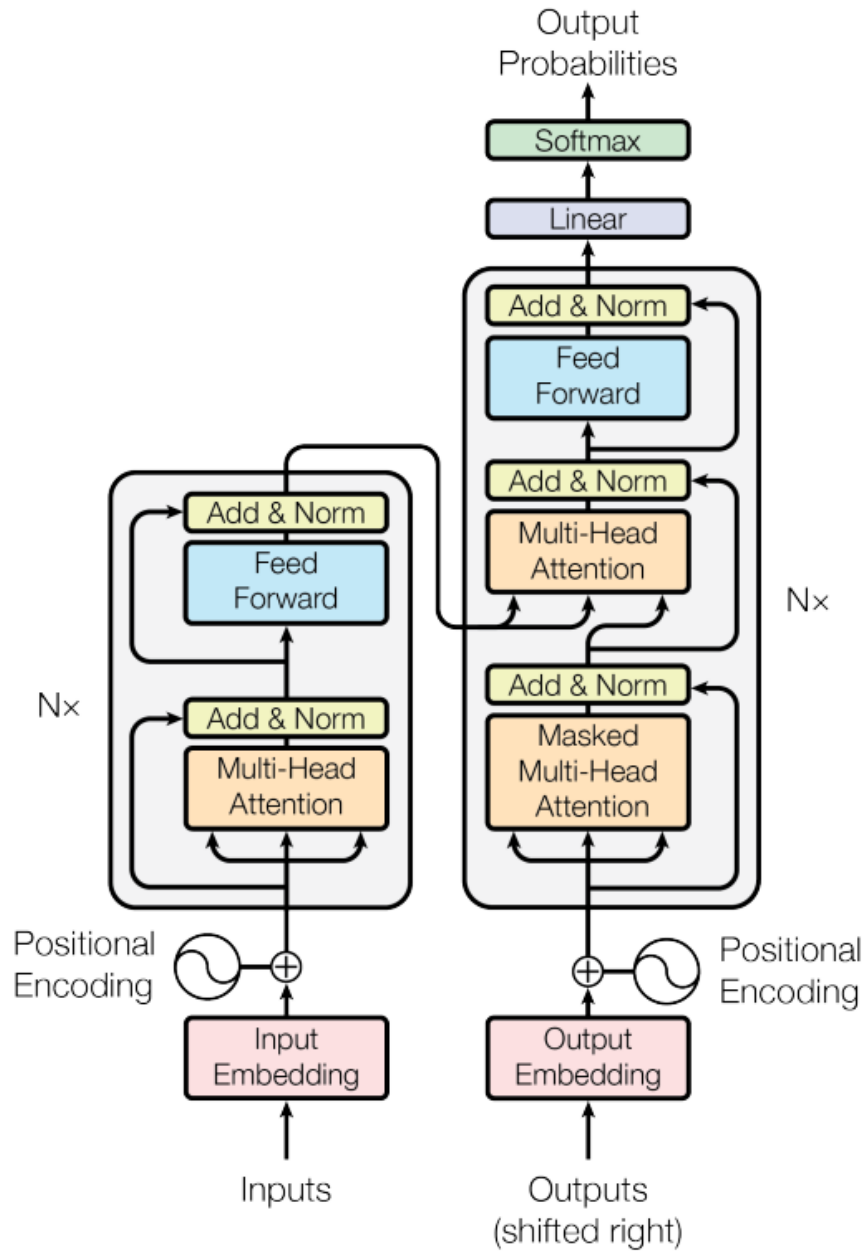 Output
Probabilities
Softmax
Linear
Add & Norm
Feed
Forward
Add & Norm
Multi-Head
Attention
N×
Add & Norm
Masked
Multi-Head
Attention
Add & Norm
Feed
Forward
N×
Add & Norm
Multi-Head
Attention
Positional
Encoding
Positional
Encoding
Input
Embedding
Output
Embedding
Inputs
Outputs
(shifted right)